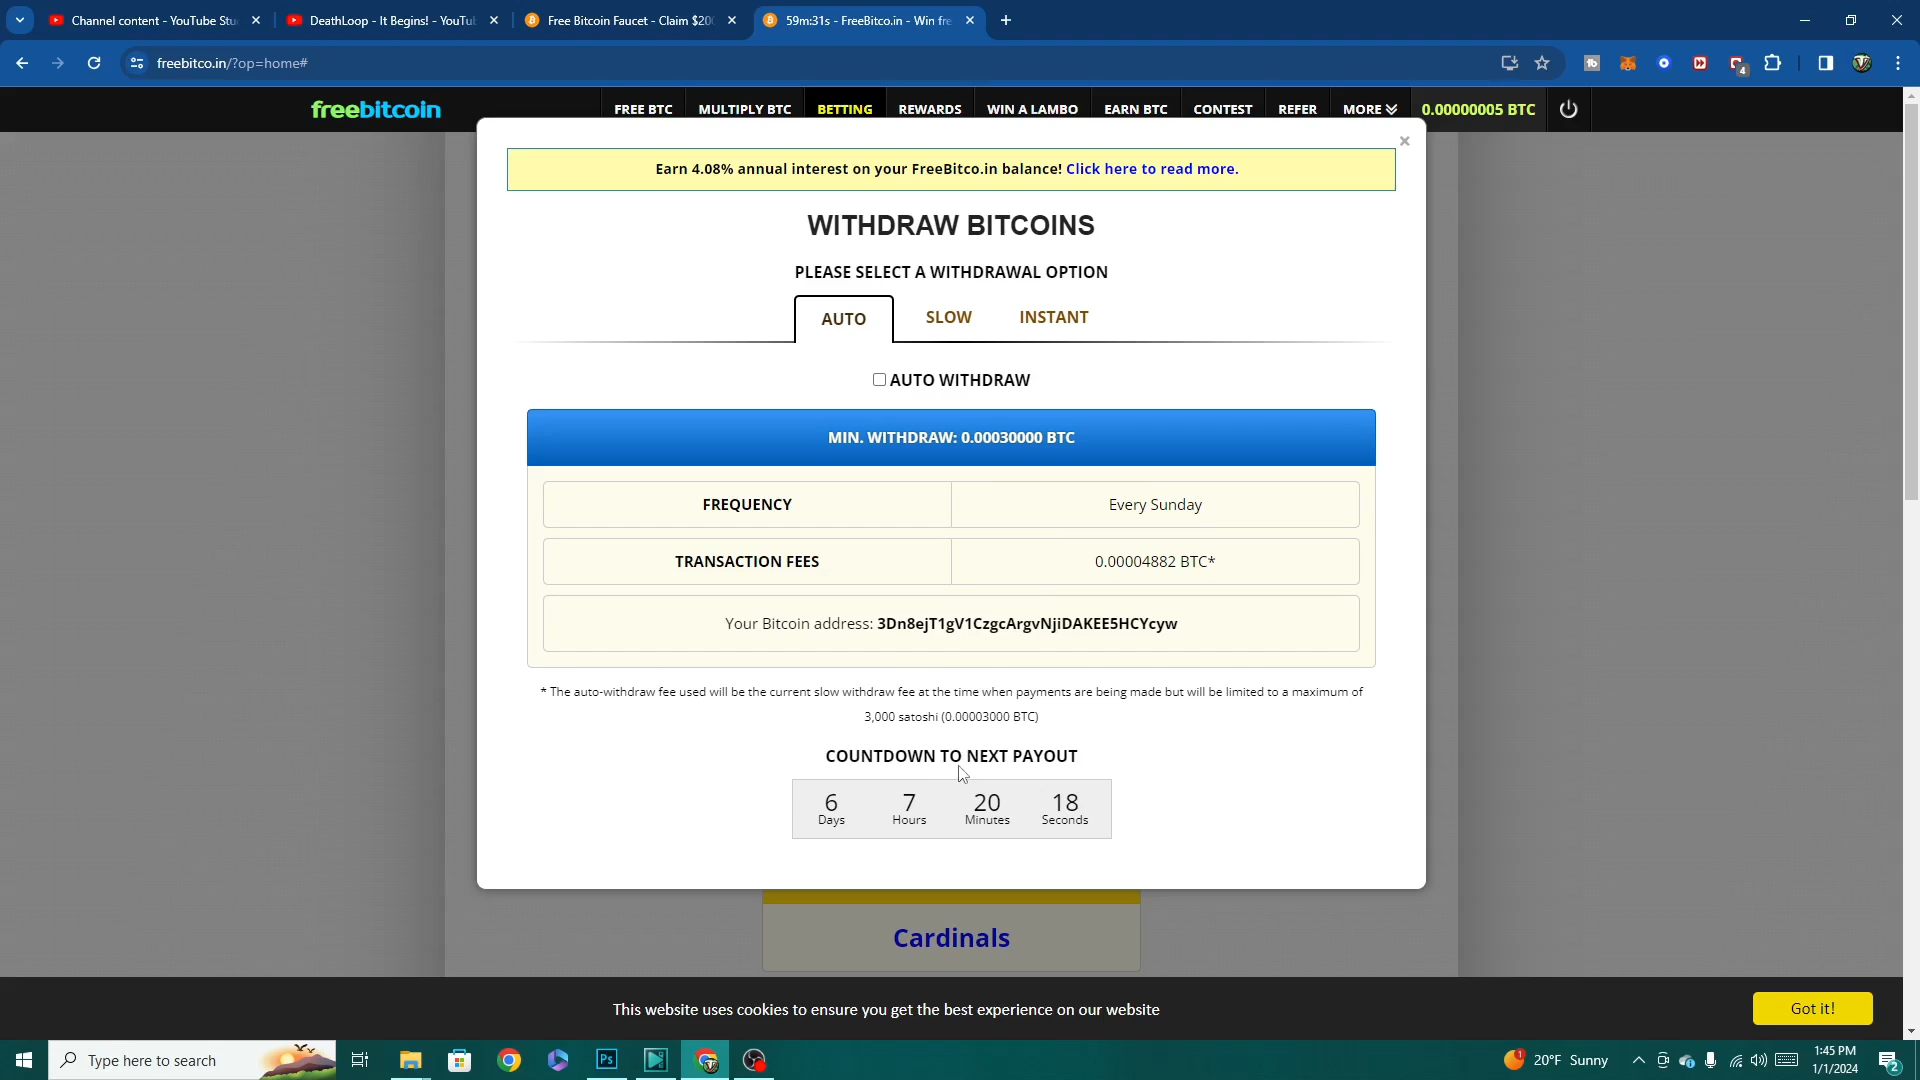 Channel content - YouTube Stu
DeathLoop - It Begins! - YouTu
Free Bitcoin Faucet - Claim $200
59m:31s - FreeBitco.in - Win fre
freebitco.in/?op=home#
4
freebitcoin
FREE BTC
MULTIPLY BTC
BETTING
REWARDS
WIN A LAMBO
EARN BTC
CONTEST
REFER
MORE
0.00000005 BTC
×
Earn 4.08% annual interest on your FreeBitco.in balance! Click here to read more.
WITHDRAW BITCOINS
PLEASE SELECT A WITHDRAWAL OPTION
AUTO
SLOW
INSTANT
AUTO WITHDRAW
MIN. WITHDRAW: 0.00030000 BTC
FREQUENCY
Every Sunday
TRANSACTION FEES
0.00004882 BTC*
Your Bitcoin address: 3Dn8ejT1gV1CzgcArgvNjiDAKEE5HCYcyw
* The auto-withdraw fee used will be the current slow withdraw fee at the time when payments are being made but will be limited to a maximum of
3,000 satoshi (0.00003000 BTC)
COUNTDOWN TO NEXT PAYOUT
6 7 20 18
Days Hours Minutes Seconds
Cardinals
This website uses cookies to ensure you get the best experience on our website
Got it!
Type here to search
Ps
1
20°F Sunny
1:45 PM
1/1/2024
2